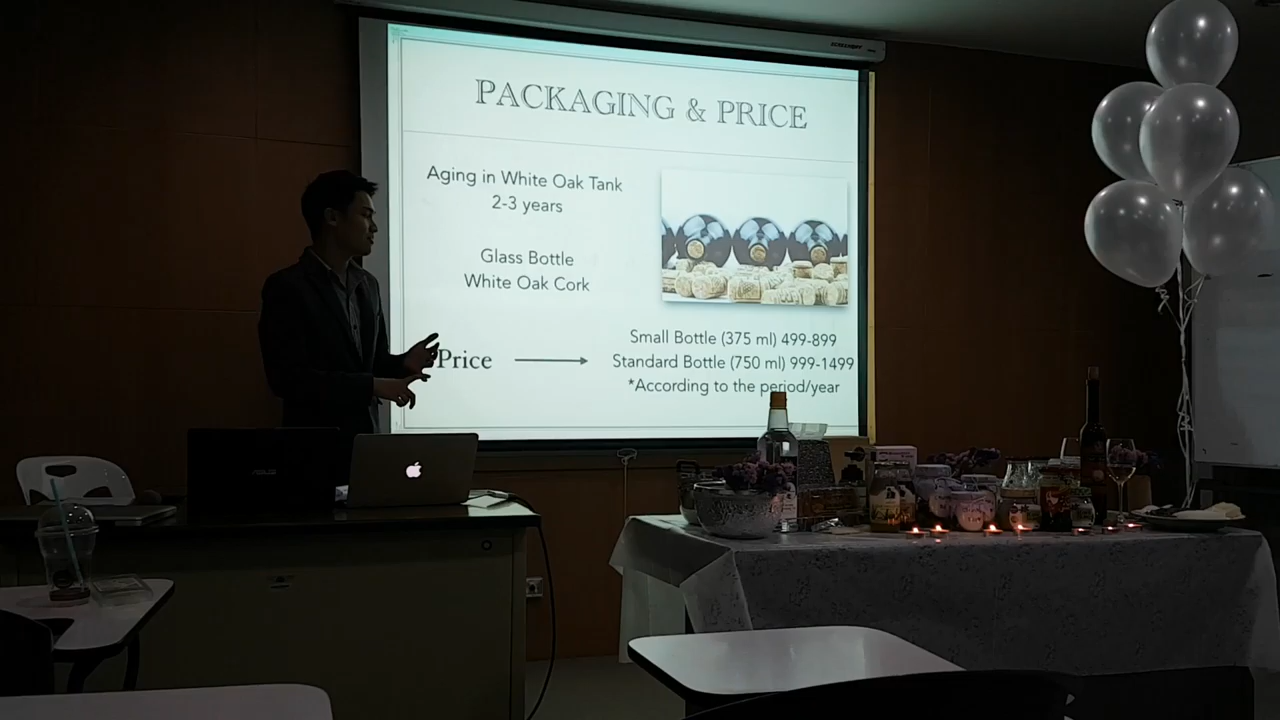 PACKAGING & PRICE
Aging in White Oak Tank
2-3 years
Glass Bottle
White Oak Cork
Price
Small Bottle (375 ml) 499-899
Standard Bottle (750 ml) 999-1499
*According to the period/year
ASUS